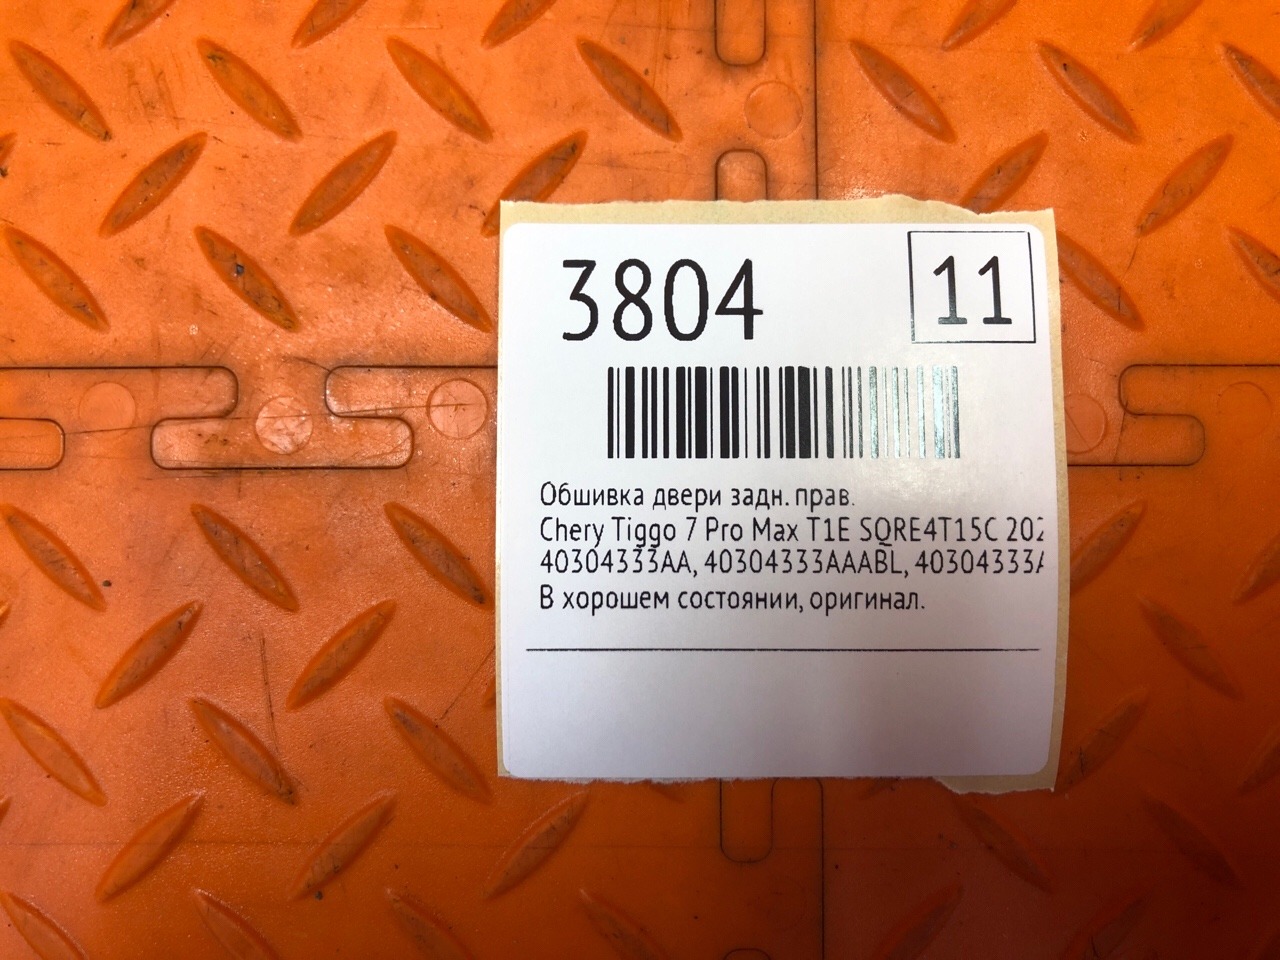 3804
11
Обшивка двери задн. прав.
Chery Tiggo 7 Pro Max T1E SQRE4T15C 202
40304333AA, 40304333AAABL, 40304333A
В хорошем состоянии, оригинал.